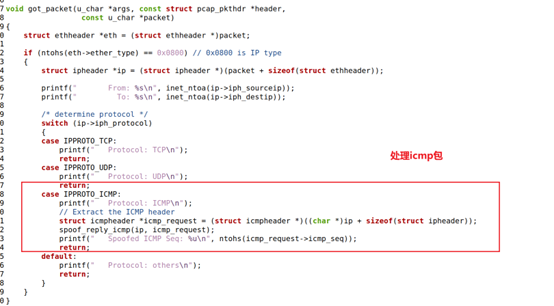 7 void got_packet(u_char *args, const struct pcap_pkthdr *header,
8 const u_char *packet)
9 {
0 struct ethheader *eth = (struct ethheader *)packet;
1
2 if (ntohs(eth->ether_type) == 0x0800) // 0x0800 is IP type
3 {
4 struct ipheader *ip = (struct ipheader *)(packet + sizeof(struct ethheader));
5
6 printf(" From: %s\n", inet_ntoa(ip->iph_sourceip));
7 printf(" To: %s\n", inet_ntoa(ip->iph_destip));
8
9 /* determine protocol */
0 switch (ip->iph_protocol)
1 {
2 case IPPROTO_TCP:
3 printf(" Protocol: TCP\n");
4 return;
处理icmp包
5 case IPPROTO_UDP:
6 printf(" Protocol: UDP\n");
7 return;
8 case IPPROTO_ICMP:
9 printf(" Protocol: ICMP\n");
0 // Extract the ICMP header
1 struct icmpheader *icmp_request = (struct icmpheader *)((char *)ip + sizeof(struct ipheader));
2 spoof_reply_icmp(ip, icmp_request);
3 printf(" Spoofed ICMP Seq: %u\n", ntohs(icmp_request->icmp_seq));
4 return;
5 default:
6 printf(" Protocol: others\n");
7 return;
8 }
9 }
0 }